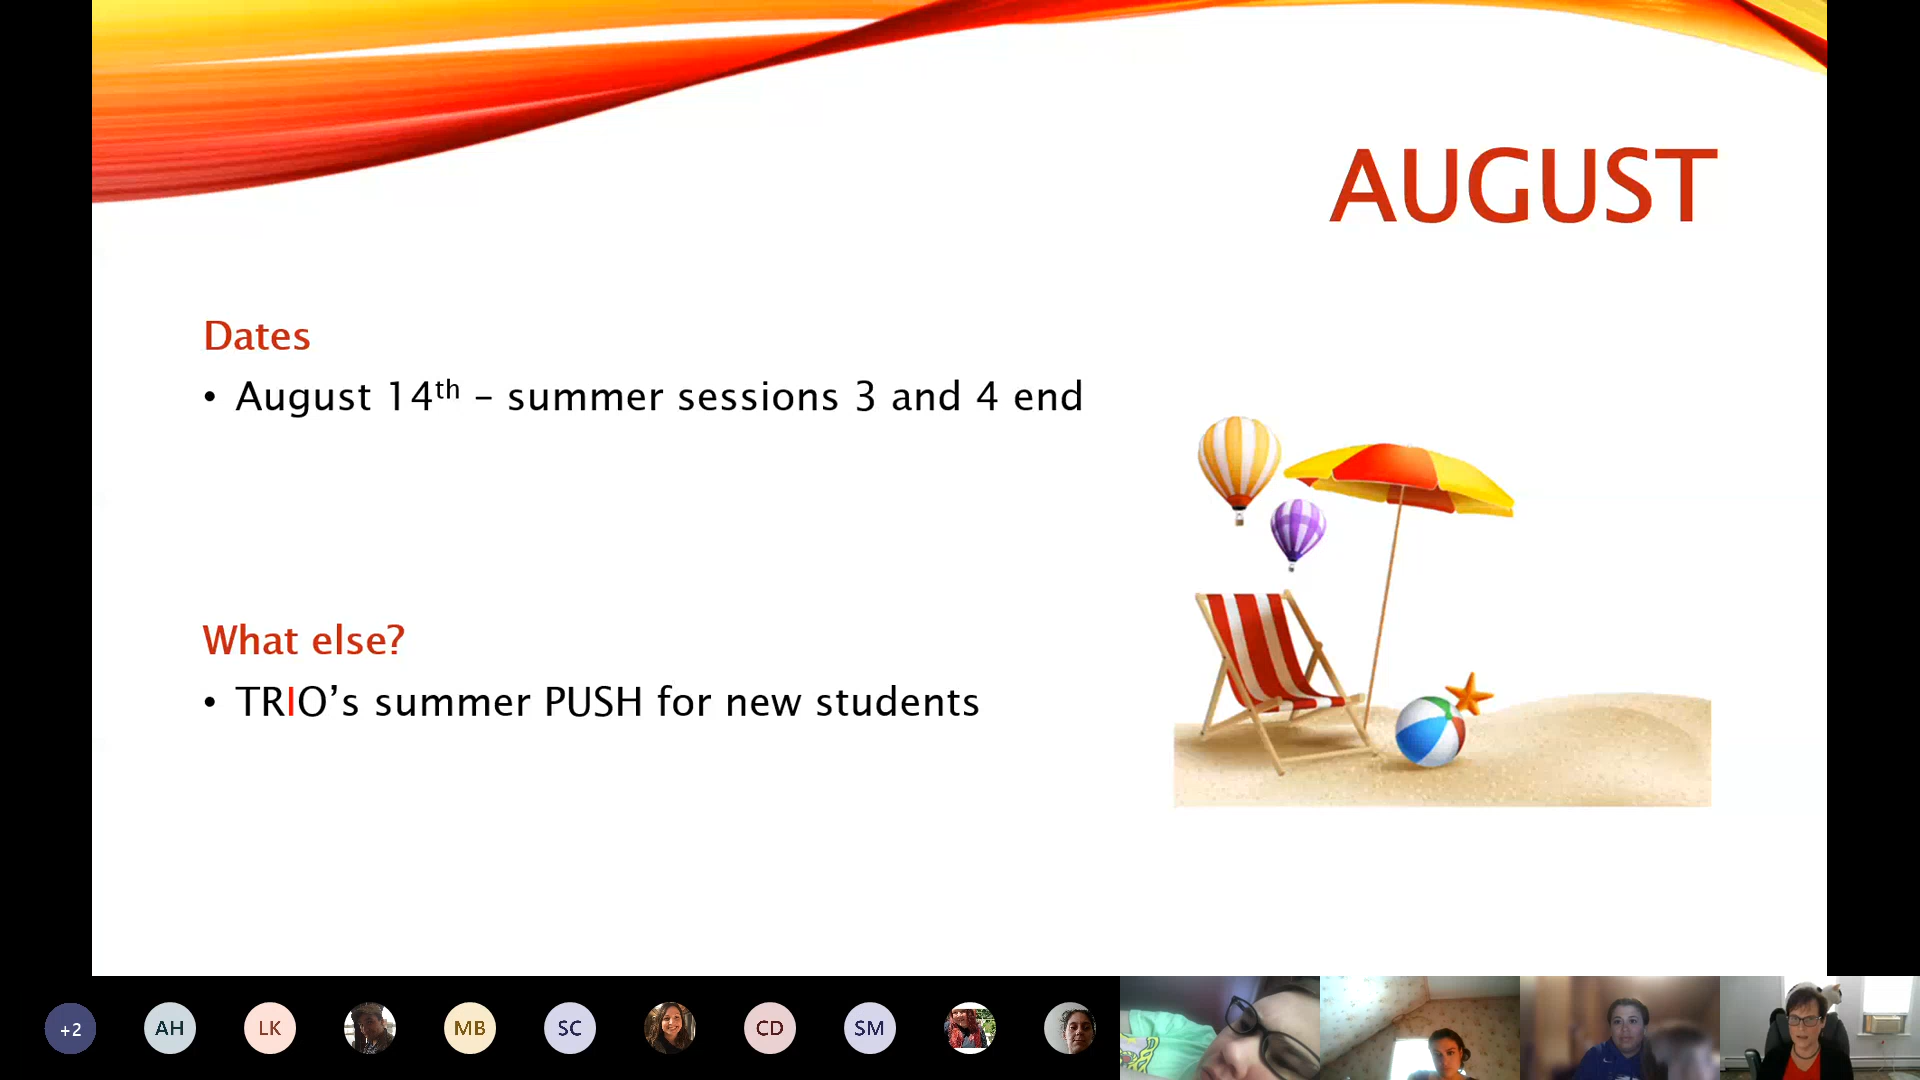 AUGUST
Dates
• August 14th – summer sessions 3 and 4 end
What else?
• TRIO’s summer PUSH for new students
+2 AH LK MB SC CD SM